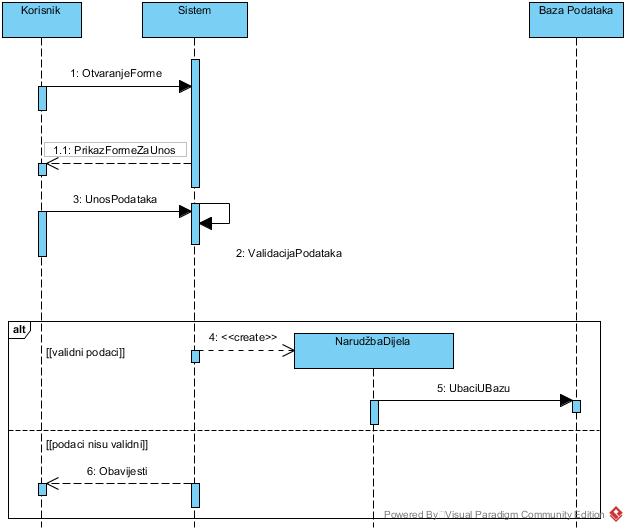 Korisnik
Sistem
Baza Podataka
1: OtvaranjeForme
1.1: PrikazFormeZaUnos
3: UnosPodataka
2: ValidacijaPodataka
alt
4: <<create>>
NarudžbaDijela
[[validni podaci]]
5: UbaciUBazu
[[podaci nisu validni]]
6: Obavijesti
Powered By Visual Paradigm Community Edition